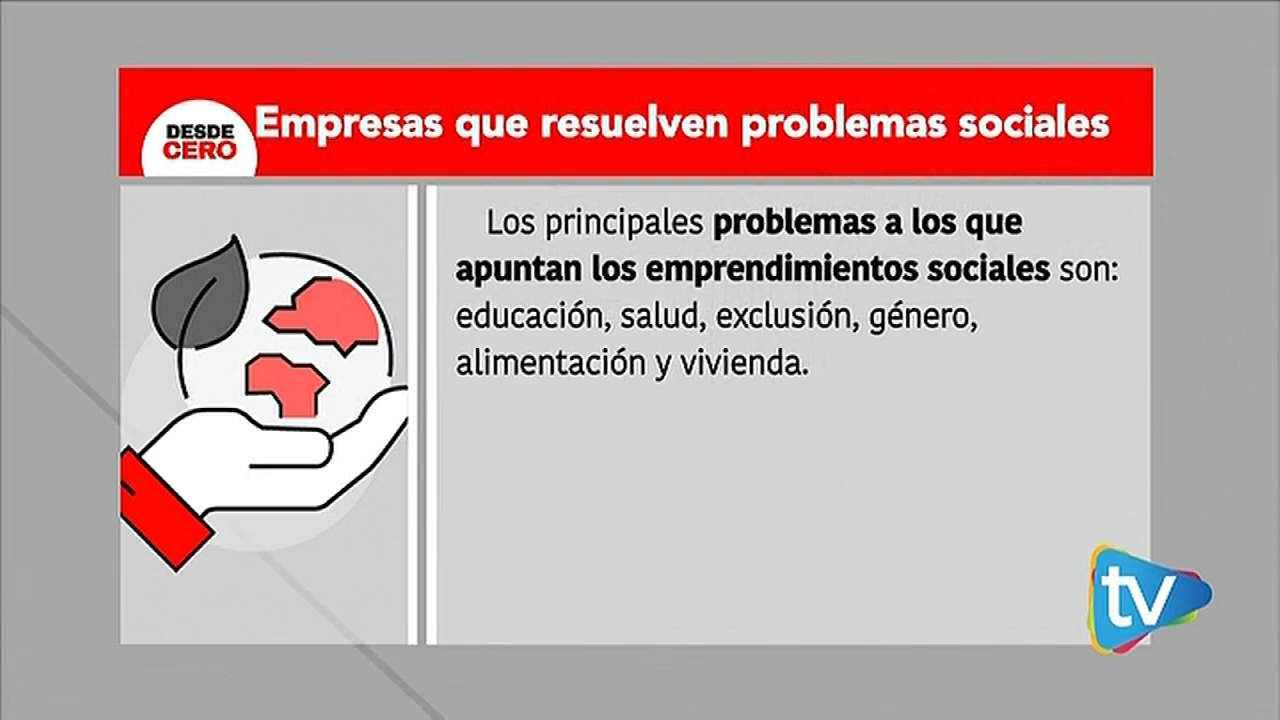 DESDE
CERO
Empresas que resuelven problemas sociales
Los principales problemas a los que
apuntan los emprendimientos sociales son:
educación, salud, exclusión, género,
alimentación y vivienda.
tv